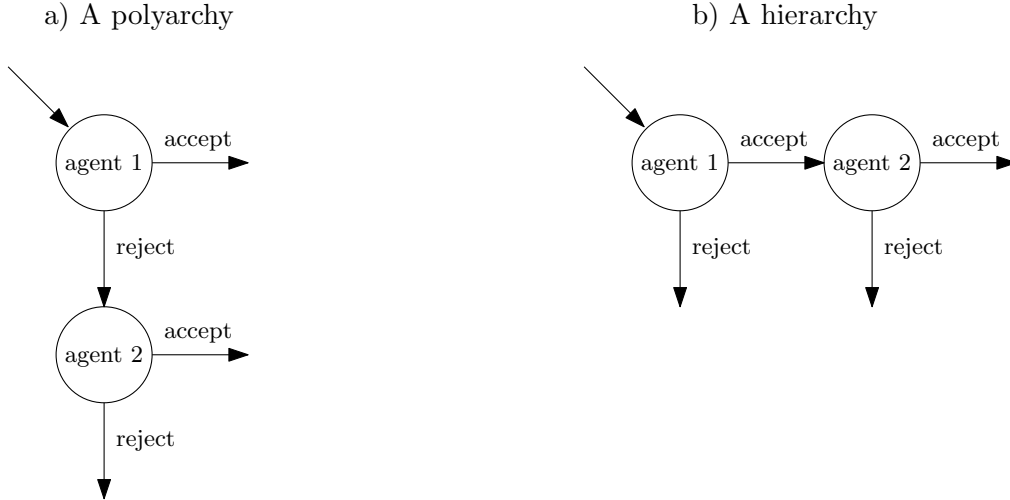 a) A polyarchy
agent 1
accept
reject
agent 2
accept
reject
b) A hierarchy
agent 1
accept
agent 2
accept
reject
reject